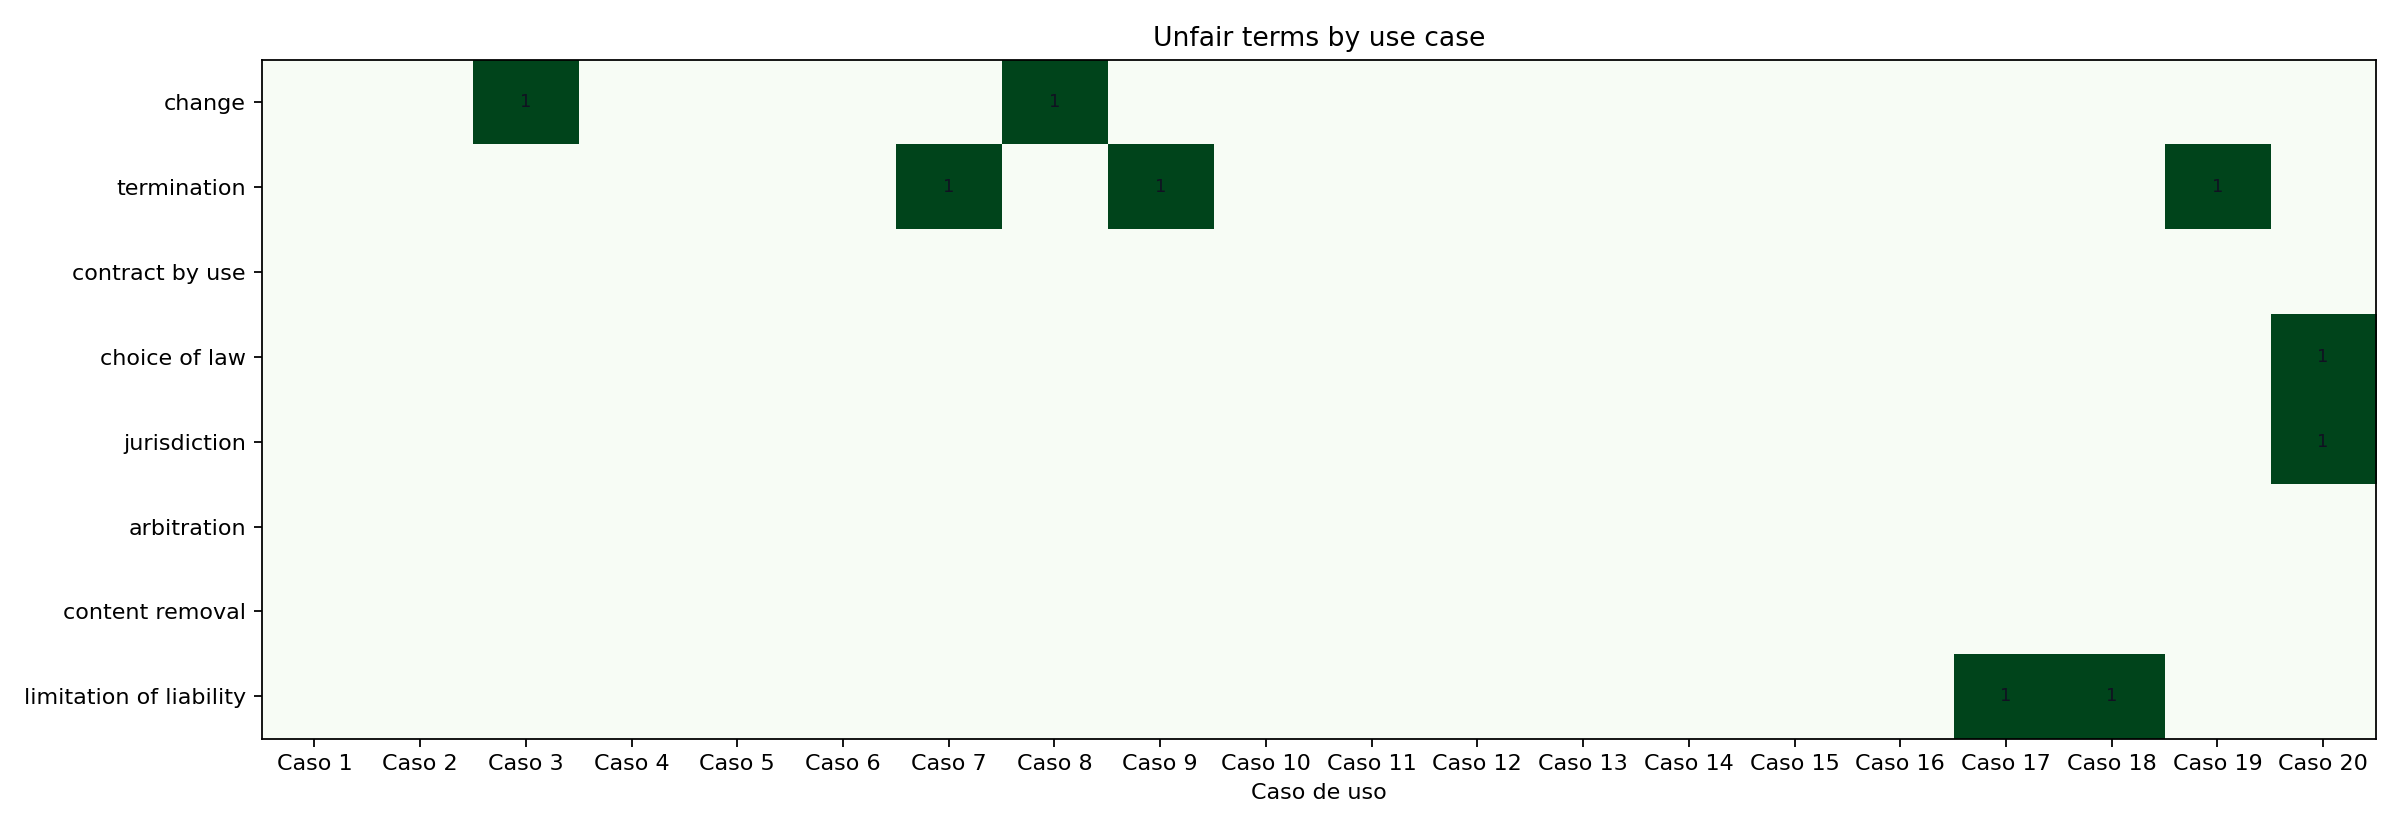 Unfair terms by use case
change 1 1
termination 1 1 1
contract by use
choice of law 1
jurisdiction 1
arbitration
content removal
limitation of liability 1 1
Caso 1 Caso 2 Caso 3 Caso 4 Caso 5 Caso 6 Caso 7 Caso 8 Caso 9 Caso 10 Caso 11 Caso 12 Caso 13 Caso 14 Caso 15 Caso 16 Caso 17 Caso 18 Caso 19 Caso 20
Caso de uso